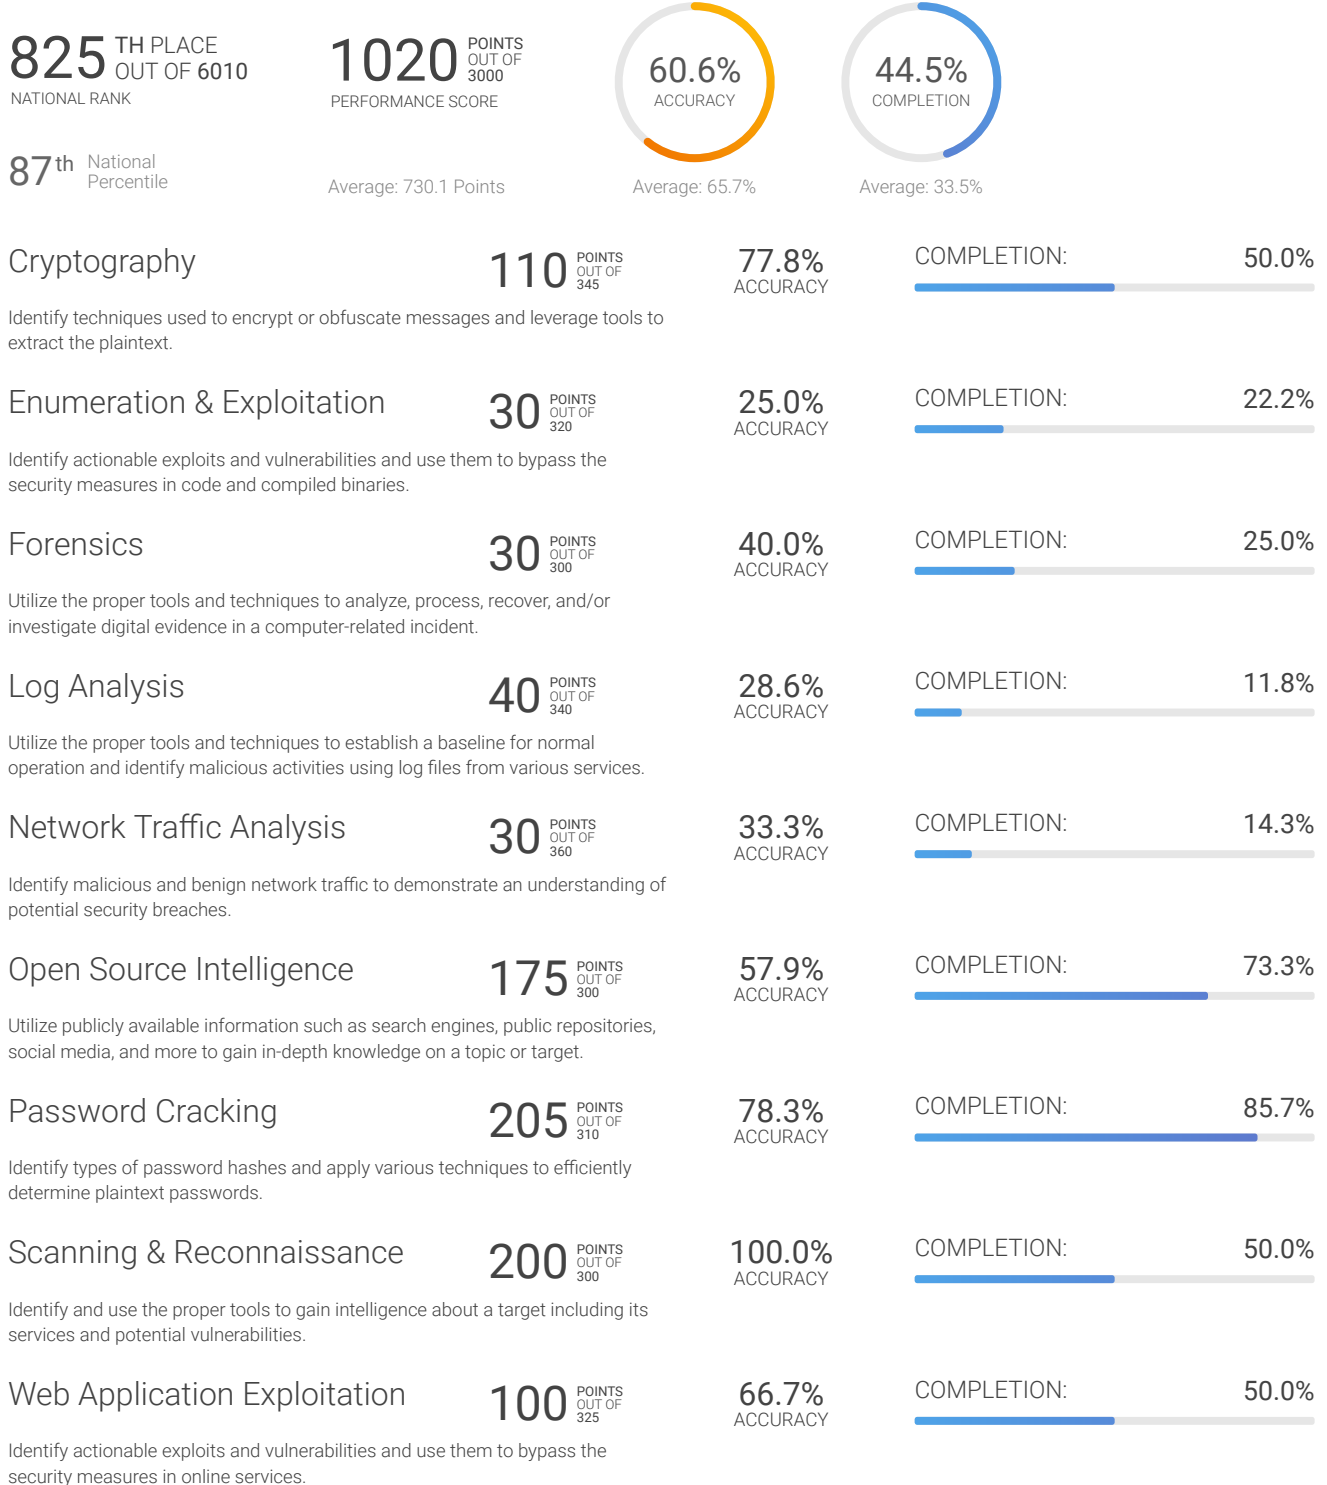 825 TH PLACE
OUT OF 6010
NATIONAL RANK
87th National
Percentile
1020 POINTS
OUT OF
3000
PERFORMANCE SCORE
Average: 730.1 Points
60.6%
ACCURACY
Average: 65.7%
44.5%
COMPLETION
Average: 33.5%
Cryptography
110 POINTS
OUT OF
345
77.8%
ACCURACY
COMPLETION: 50.0%
Identify techniques used to encrypt or obfuscate messages and leverage tools to
extract the plaintext.
Enumeration & Exploitation
30 POINTS
OUT OF
320
25.0%
ACCURACY
COMPLETION: 22.2%
Identify actionable exploits and vulnerabilities and use them to bypass the
security measures in code and compiled binaries.
Forensics
30 POINTS
OUT OF
300
40.0%
ACCURACY
COMPLETION: 25.0%
Utilize the proper tools and techniques to analyze, process, recover, and/or
investigate digital evidence in a computer-related incident.
Log Analysis
40 POINTS
OUT OF
340
28.6%
ACCURACY
COMPLETION: 11.8%
Utilize the proper tools and techniques to establish a baseline for normal
operation and identify malicious activities using log files from various services.
Network Traffic Analysis
30 POINTS
OUT OF
360
33.3%
ACCURACY
COMPLETION: 14.3%
Identify malicious and benign network traffic to demonstrate an understanding of
potential security breaches.
Open Source Intelligence
175 POINTS
OUT OF
300
57.9%
ACCURACY
COMPLETION: 73.3%
Utilize publicly available information such as search engines, public repositories,
social media, and more to gain in-depth knowledge on a topic or target.
Password Cracking
205 POINTS
OUT OF
310
78.3%
ACCURACY
COMPLETION: 85.7%
Identify types of password hashes and apply various techniques to efficiently
determine plaintext passwords.
Scanning & Reconnaissance
200 POINTS
OUT OF
300
100.0%
ACCURACY
COMPLETION: 50.0%
Identify and use the proper tools to gain intelligence about a target including its
services and potential vulnerabilities.
Web Application Exploitation
100 POINTS
OUT OF
325
66.7%
ACCURACY
COMPLETION: 50.0%
Identify actionable exploits and vulnerabilities and use them to bypass the
security measures in online services.